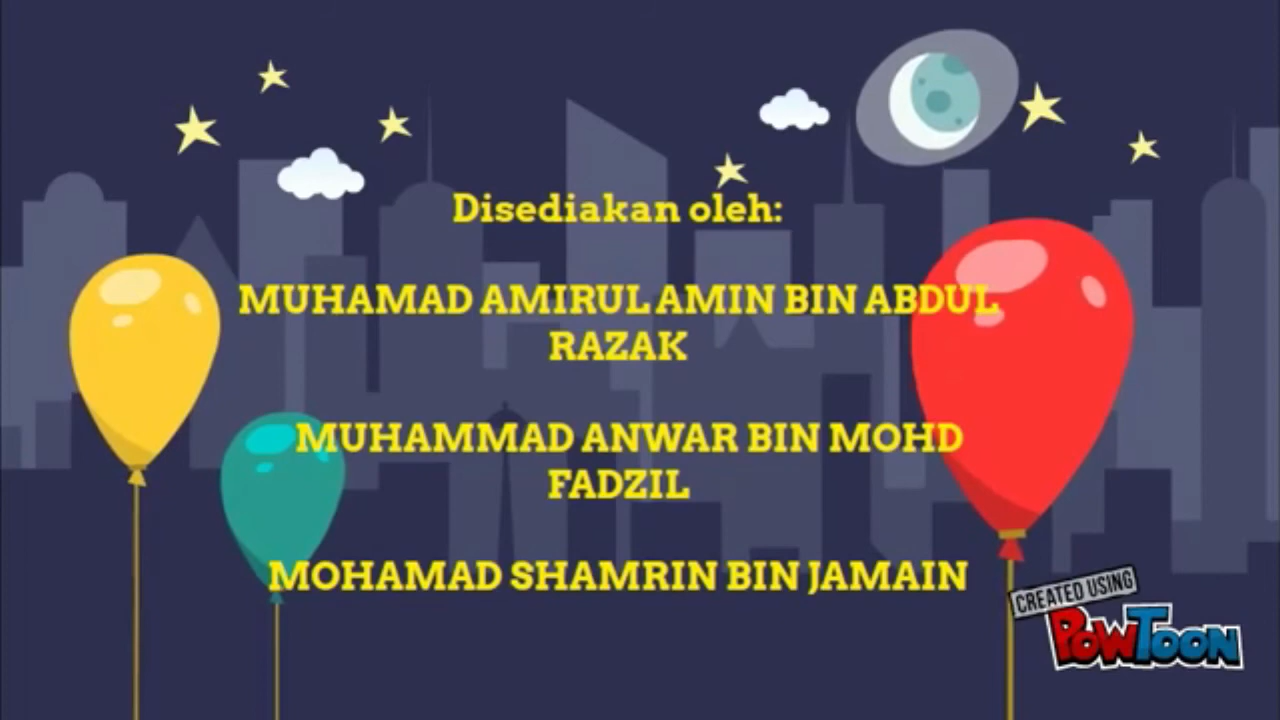 Disediakan oleh:
MUHAMAD AMIRUL AMIN BIN ABDUL
RAZAK
MUHAMMAD ANWAR BIN MOHD
FADZIL
MOHAMAD SHAMRIN BIN JAMAIN
CREATED USING
POWTOON